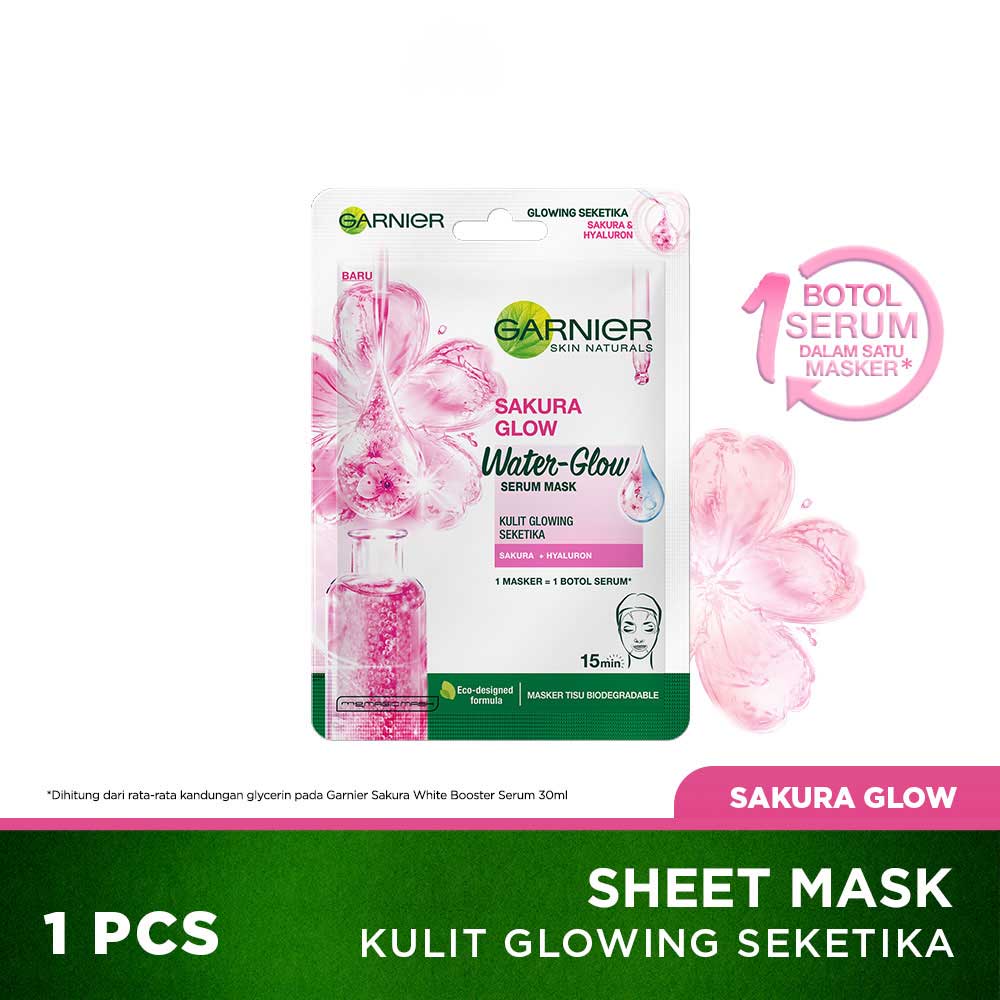 GARNIER
GLOWING SEKETIKA
SAKURA &
HYALURON
BARU
GARNIER
SKIN NATURALS
SAKURA
GLOW
Water-Glow
SERUM MASK
KULIT GLOWING
SEKETIKA
SAKURA + HYALURON
1 MASKER = 1 BOTOL SERUM*
15min
Eco-designed
formula
MASKER TISU BIODEGRADABLE
1 BOTOL
SERUM
DALAM SATU
MASKER*
*Dihitung dari rata-rata kandungan glycerin pada Garnier Sakura White Booster Serum 30ml
SAKURA GLOW
1 PCS
SHEET MASK
KULIT GLOWING SEKETIKA